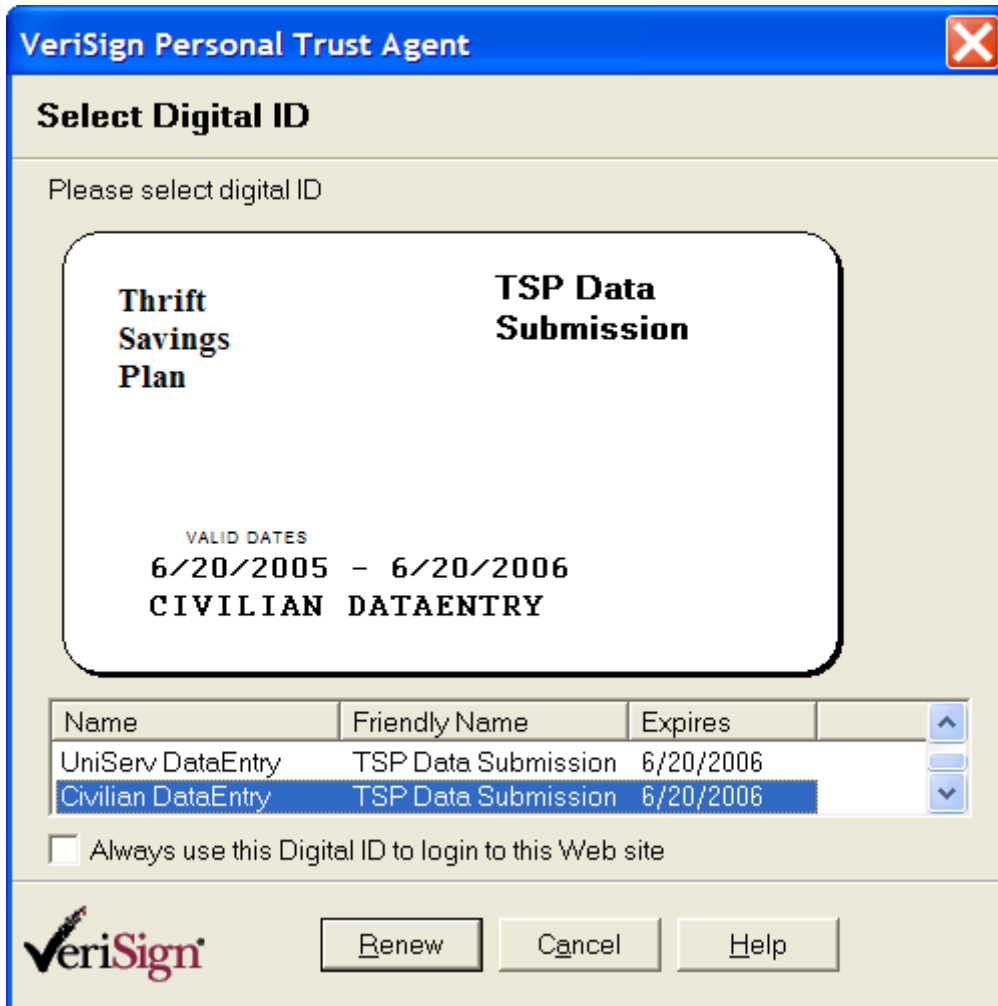 VeriSign Personal Trust Agent
Select Digital ID
Please select digital ID
Thrift
Savings
Plan
TSP Data
Submission
VALID DATES
6/20/2005 - 6/20/2006
CIVILIAN DATAENTRY
Name Friendly Name Expires
UniServ DataEntry TSP Data Submission 6/20/2006
Civilian DataEntry TSP Data Submission 6/20/2006
Always use this Digital ID to login to this Web site
VeriSign Renew Cancel Help